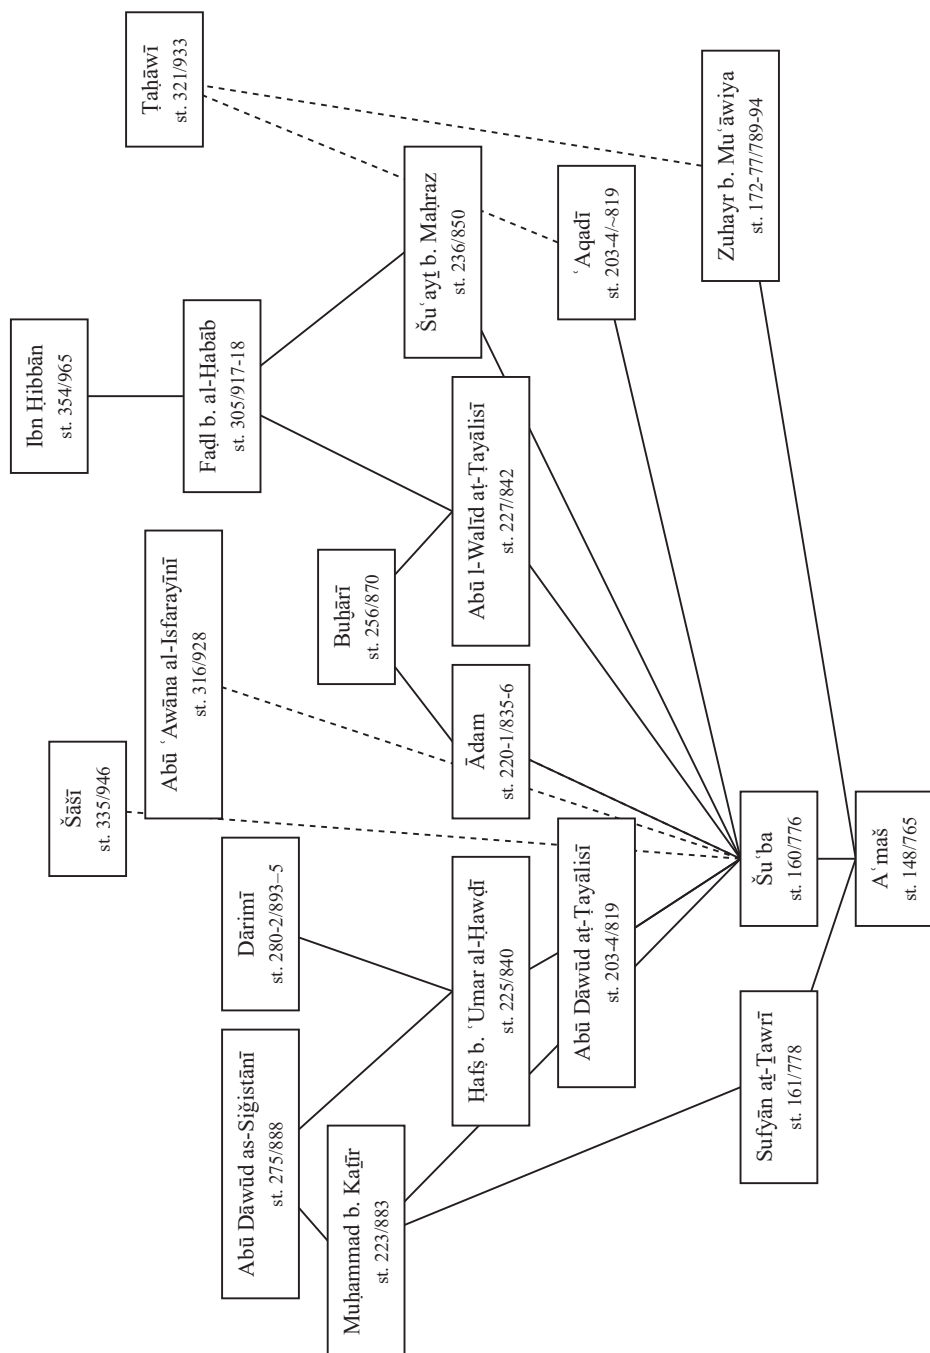 Ibn Ḥibbān
st. 354/965
Ṭaḥāwī
st. 321/933
Šāšī
st. 335/946
Abū ʿAwāna al-Isfarayīnī
st. 316/928
Faḍl b. al-Ḥabāb
st. 305/917-18
Abū Dāwūd as-Siǧistānī
st. 275/888
Dārimī
st. 280-2/893–5
Buḫārī
st. 256/870
Muḥammad b. Kaṯīr
st. 223/883
Šuʿayṯ b. Maḥraz
st. 236/850
Ḥafṣ b. ʿUmar al-Ḥawḍī
st. 225/840
Ādam
st. 220-1/835-6
Abū l-Walīd aṭ-Ṭayālisī
st. 227/842
Abū Dāwūd aṭ-Ṭayālisī
st. 203-4/819
ʿAqadī
st. 203-4/~819
Sufyān aṯ-Ṯawrī
st. 161/778
Šuʿba
st. 160/776
Zuhayr b. Muʿāwiya
st. 172-77/789-94
Aʿmaš
st. 148/765